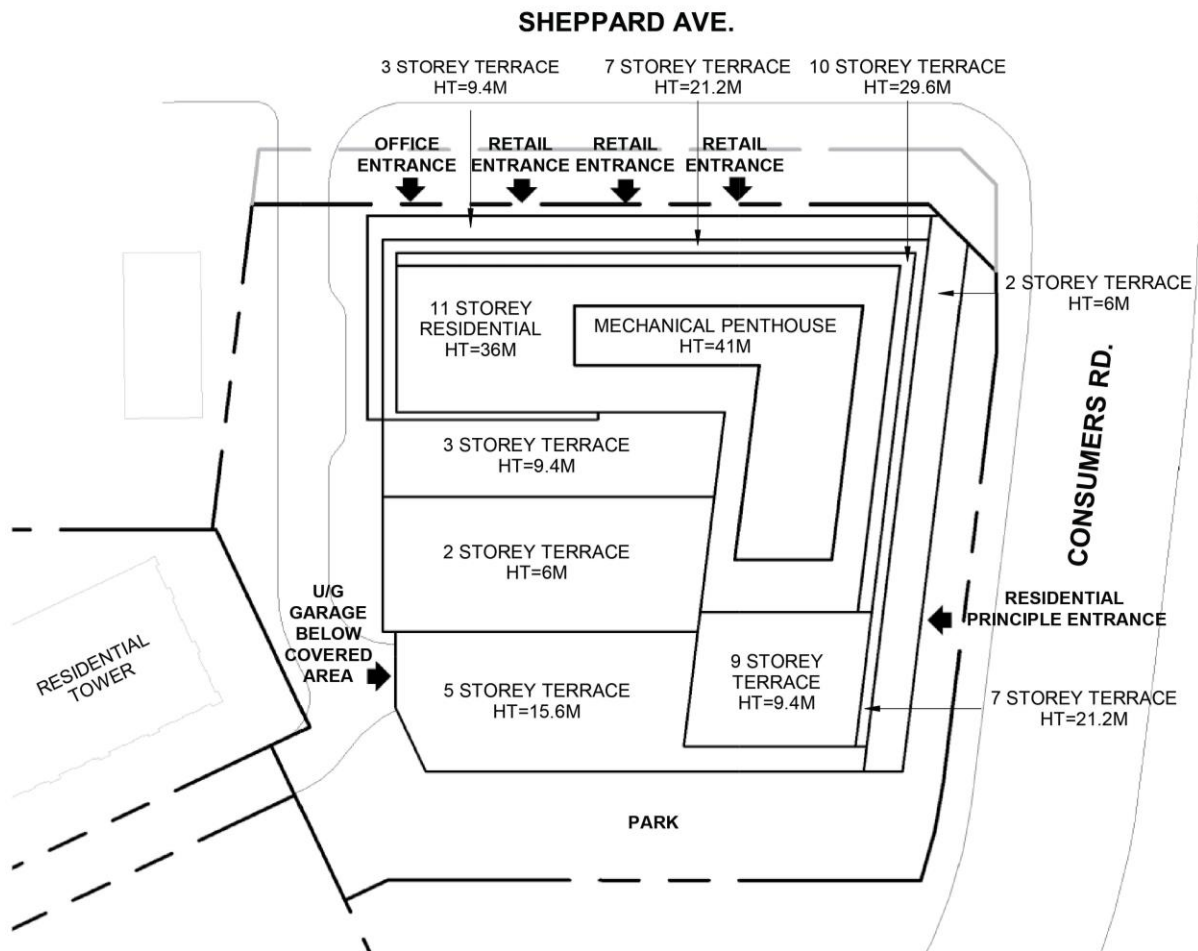 SHEPPARD AVE.
3 STOREY TERRACE
HT=9.4M
7 STOREY TERRACE
HT=21.2M
10 STOREY TERRACE
HT=29.6M
OFFICE
ENTRANCE
RETAIL
ENTRANCE
RETAIL
ENTRANCE
RETAIL
ENTRANCE
2 STOREY TERRACE
HT=6M
11 STOREY
RESIDENTIAL
HT=36M
MECHANICAL PENTHOUSE
HT=41M
CONSUMERS RD.
3 STOREY TERRACE
HT=9.4M
2 STOREY TERRACE
HT=6M
U/G
GARAGE
BELOW
COVERED
AREA
RESIDENTIAL
PRINCIPLE ENTRANCE
RESIDENTIAL
TOWER
5 STOREY TERRACE
HT=15.6M
9 STOREY
TERRACE
HT=9.4M
7 STOREY TERRACE
HT=21.2M
PARK